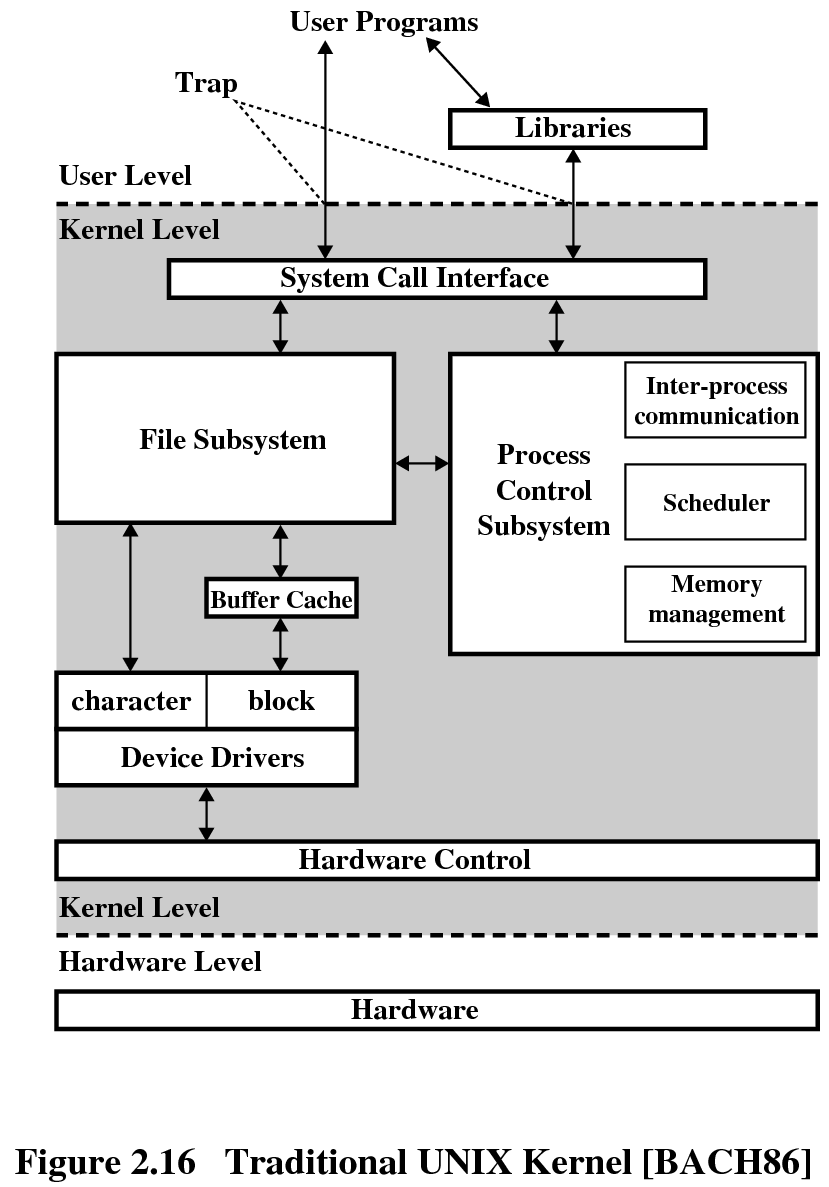 User Programs
Trap
Libraries
User Level
Kernel Level
System Call Interface
File Subsystem
Process
Control
Subsystem
Inter-process
communication
Scheduler
Memory
management
Buffer Cache
character
block
Device Drivers
Hardware Control
Kernel Level
Hardware Level
Hardware
Figure 2.16 Traditional UNIX Kernel [BACH86]